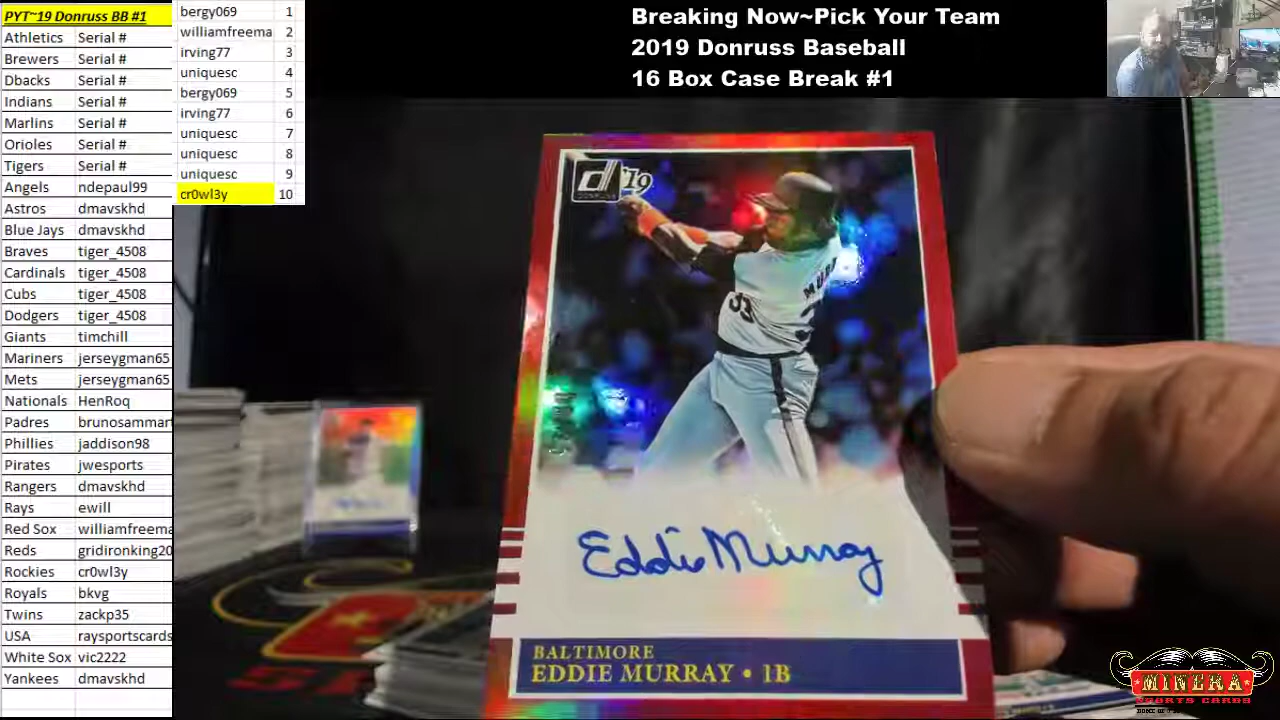 PYT~19 Donruss BB #1
Athletics Serial #
Brewers Serial #
Dbacks Serial #
Indians Serial #
Marlins Serial #
Orioles Serial #
Tigers Serial #
Angels ndepaul99
Astros dmavskhd
Blue Jays dmavskhd
Braves tiger_4508
Cardinals tiger_4508
Cubs tiger_4508
Dodgers tiger_4508
Giants timchill
Mariners jerseygman65
Mets jerseygman65
Nationals HenRoq
Padres brunosammar
Phillies jaddison98
Pirates jwesports
Rangers dmavskhd
Rays ewill
Red Sox williamfreema
Reds gridironking20
Rockies cr0wl3y
Royals bkvg
Twins zackp35
USA raysportscards
White Sox vic2222
Yankees dmavskhd
bergy069 1
williamfreema 2
irving77 3
uniquesc 4
bergy069 5
irving77 6
uniquesc 7
uniquesc 8
uniquesc 9
cr0wl3y 10
Breaking Now~Pick Your Team
2019 Donruss Baseball
16 Box Case Break #1
d '19
DONRUSS
33
Eddie Murray
BALTIMORE
EDDIE MURRAY • 1B
MINERA
SPORTS CARDS